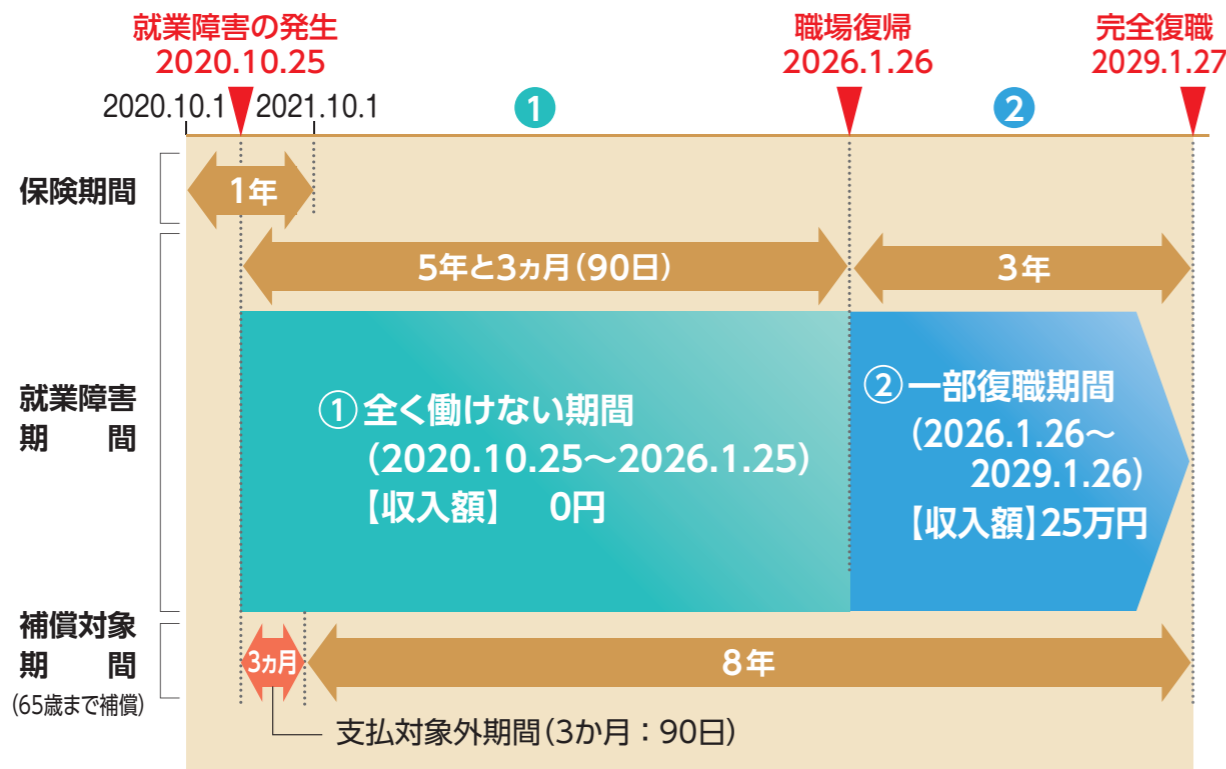 就業障害の発生
2020.10.25
職場復帰
2026.1.26
完全復職
2029.1.27
2020.10.1
2021.10.1
1
2
保険期間
1年
5年と3ヵ月(90日)
3年
就業障害
期　間
①全く働けない期間
(2020.10.25～2026.1.25)
【収入額】　0円
②一部復職期間
(2026.1.26～
2029.1.26)
【収入額】25万円
補償対象
期　間
(65歳まで補償)
3ヵ月
8年
支払対象外期間(3か月：90日)